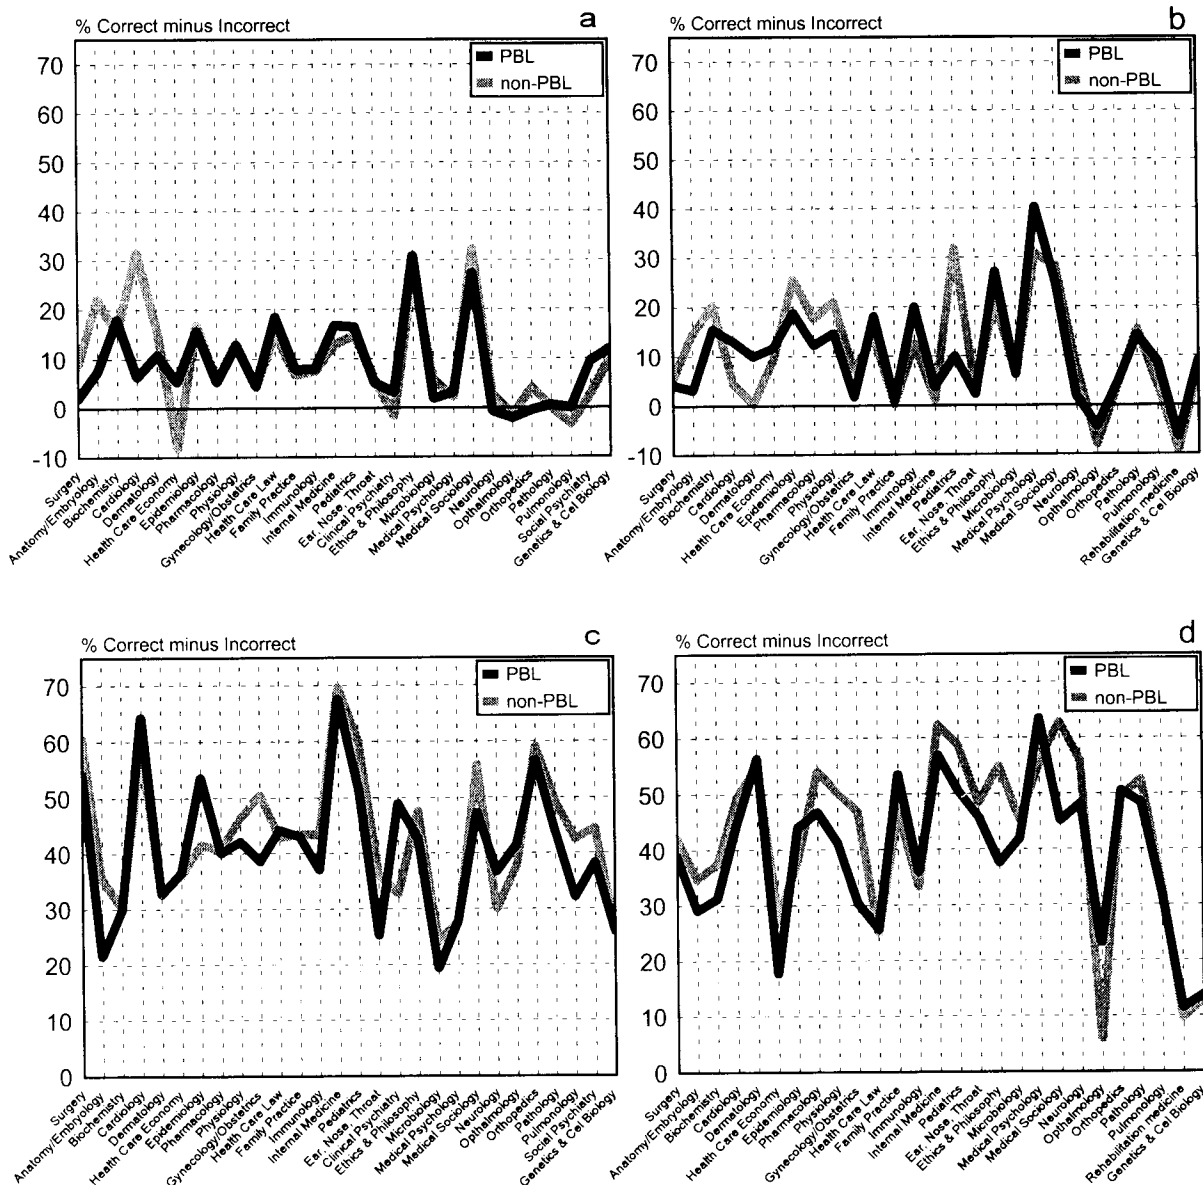 % Correct minus Incorrect
a
PBL
non-PBL
70
60
50
40
30
20
10
0
-10
Surgery
Anatomy/Embryology
Biochemistry
Cardiology
Dermatology
Health Care Economy
Epidemiology
Pharmacology
Physiology
Gynecology/Obstetrics
Health Care Law
Family Practice
Immunology
Internal Medicine
Pediatrics
Ear, Nose, Throat
Clinical Psychiatry
Ethics & Philosophy
Microbiology
Medical Psychology
Medical Sociology
Neurology
Opthalmology
Orthopedics
Pathology
Pulmonology
Social Psychiatry
Genetics & Cel Biology
% Correct minus Incorrect
b
PBL
non-PBL
70
60
50
40
30
20
10
0
-10
Surgery
Anatomy/Embryology
Biochemistry
Cardiology
Dermatology
Health Care Economy
Epidemiology
Pharmacology
Physiology
Gynecology/Obstetrics
Health Care Law
Family Practice
Immunology
Internal Medicine
Pediatrics
Ear, Nose, Throat
Ethics & Philosophy
Microbiology
Medical Psychology
Medical Sociology
Neurology
Opthalmology
Orthopedics
Pathology
Pulmonology
Rehabilitation medicine
Genetics & Cel Biology
% Correct minus Incorrect
c
PBL
non-PBL
70
60
50
40
30
20
10
0
Surgery
Anatomy/Embryology
Biochemistry
Cardiology
Dermatology
Health Care Economy
Epidemiology
Pharmacology
Physiology
Gynecology/Obstetrics
Health Care Law
Family Practice
Immunology
Internal Medicine
Pediatrics
Ear, Nose, Throat
Clinical Psychiatry
Ethics & Philosophy
Microbiology
Medical Psychology
Medical Sociology
Neurology
Opthalmology
Orthopedics
Pathology
Pulmonology
Social Psychiatry
Genetics & Cel Biology
% Correct minus Incorrect
d
PBL
non-PBL
70
60
50
40
30
20
10
0
Surgery
Anatomy/Embryology
Biochemistry
Cardiology
Dermatology
Health Care Economy
Epidemiology
Pharmacology
Physiology
Gynecology/Obstetrics
Health Care Law
Family Practice
Immunology
Internal Medicine
Pediatrics
Ear, Nose, Throat
Ethics & Philosophy
Microbiology
Medical Psychology
Medical Sociology
Neurology
Opthalmology
Orthopedics
Pathology
Pulmonology
Rehabilitation medicine
Genetics & Cel Biology